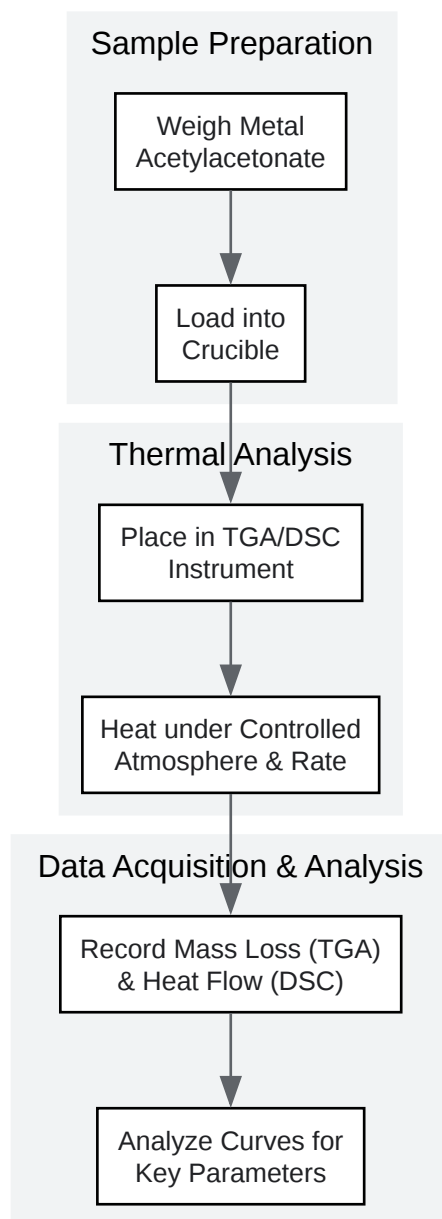 Sample Preparation
Weigh Metal
Acetylacetonate
Load into
Crucible
Thermal Analysis
Place in TGA/DSC
Instrument
Heat under Controlled
Atmosphere & Rate
Data Acquisition & Analysis
Record Mass Loss (TGA)
& Heat Flow (DSC)
Analyze Curves for
Key Parameters